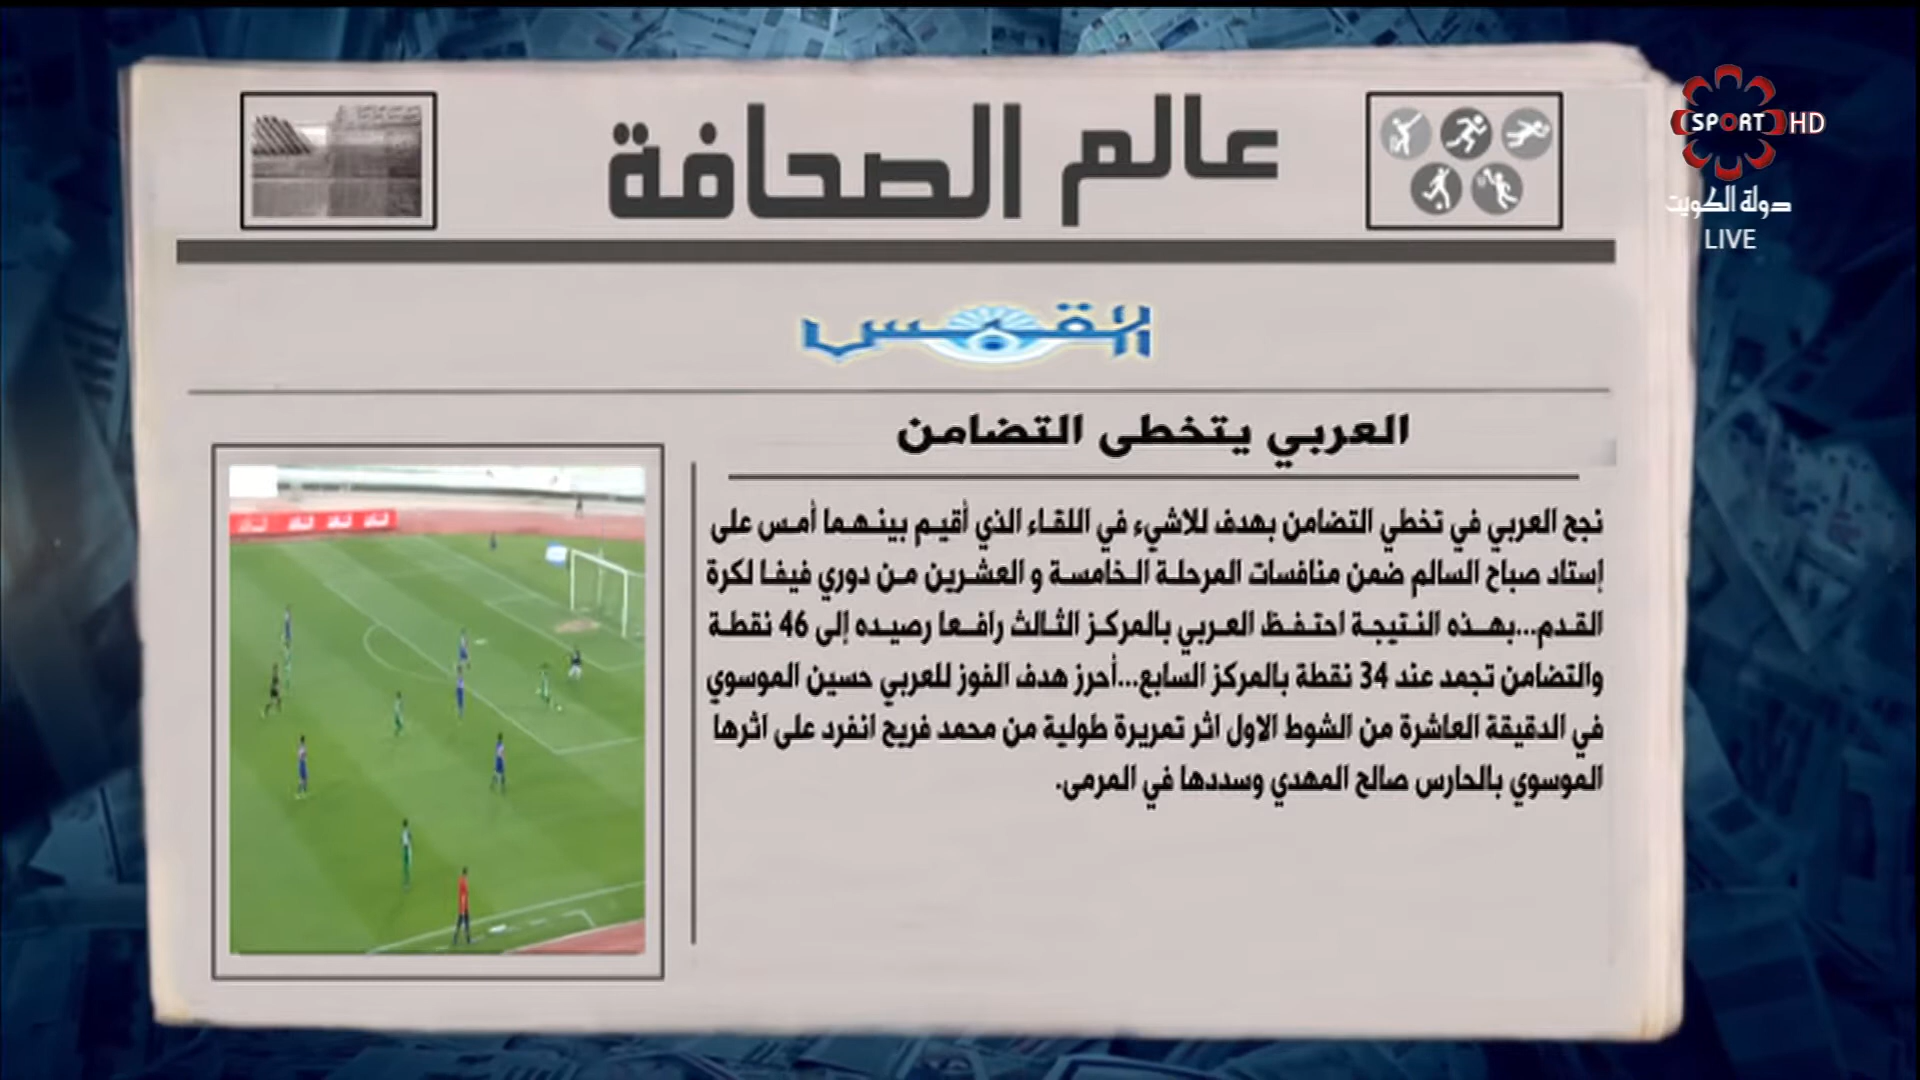 عالم الصحافة
SPORT HD
دولة الكويت
LIVE
القبس
العربي يتخطى التضامن
نجح العربي في تخطي التضامن بهدف للاشيء في اللقاء الذي أقيم بينهما أمس على
إستاد صباح السالم ضمن منافسات المرحلة الخامسة و العشرين من دوري فيفا لكرة
القدم...بهذه النتيجة احتفظ العربي بالمركز الثالث رافعا رصيده إلى 46 نقطة
والتضامن تجمد عند 34 نقطة بالمركز السابع...أحرز هدف الفوز للعربي حسين الموسوي
في الدقيقة العاشرة من الشوط الاول اثر تمريرة طولية من محمد فريح انفرد على اثرها
الموسوي بالحارس صالح المهدي وسددها في المرمى.